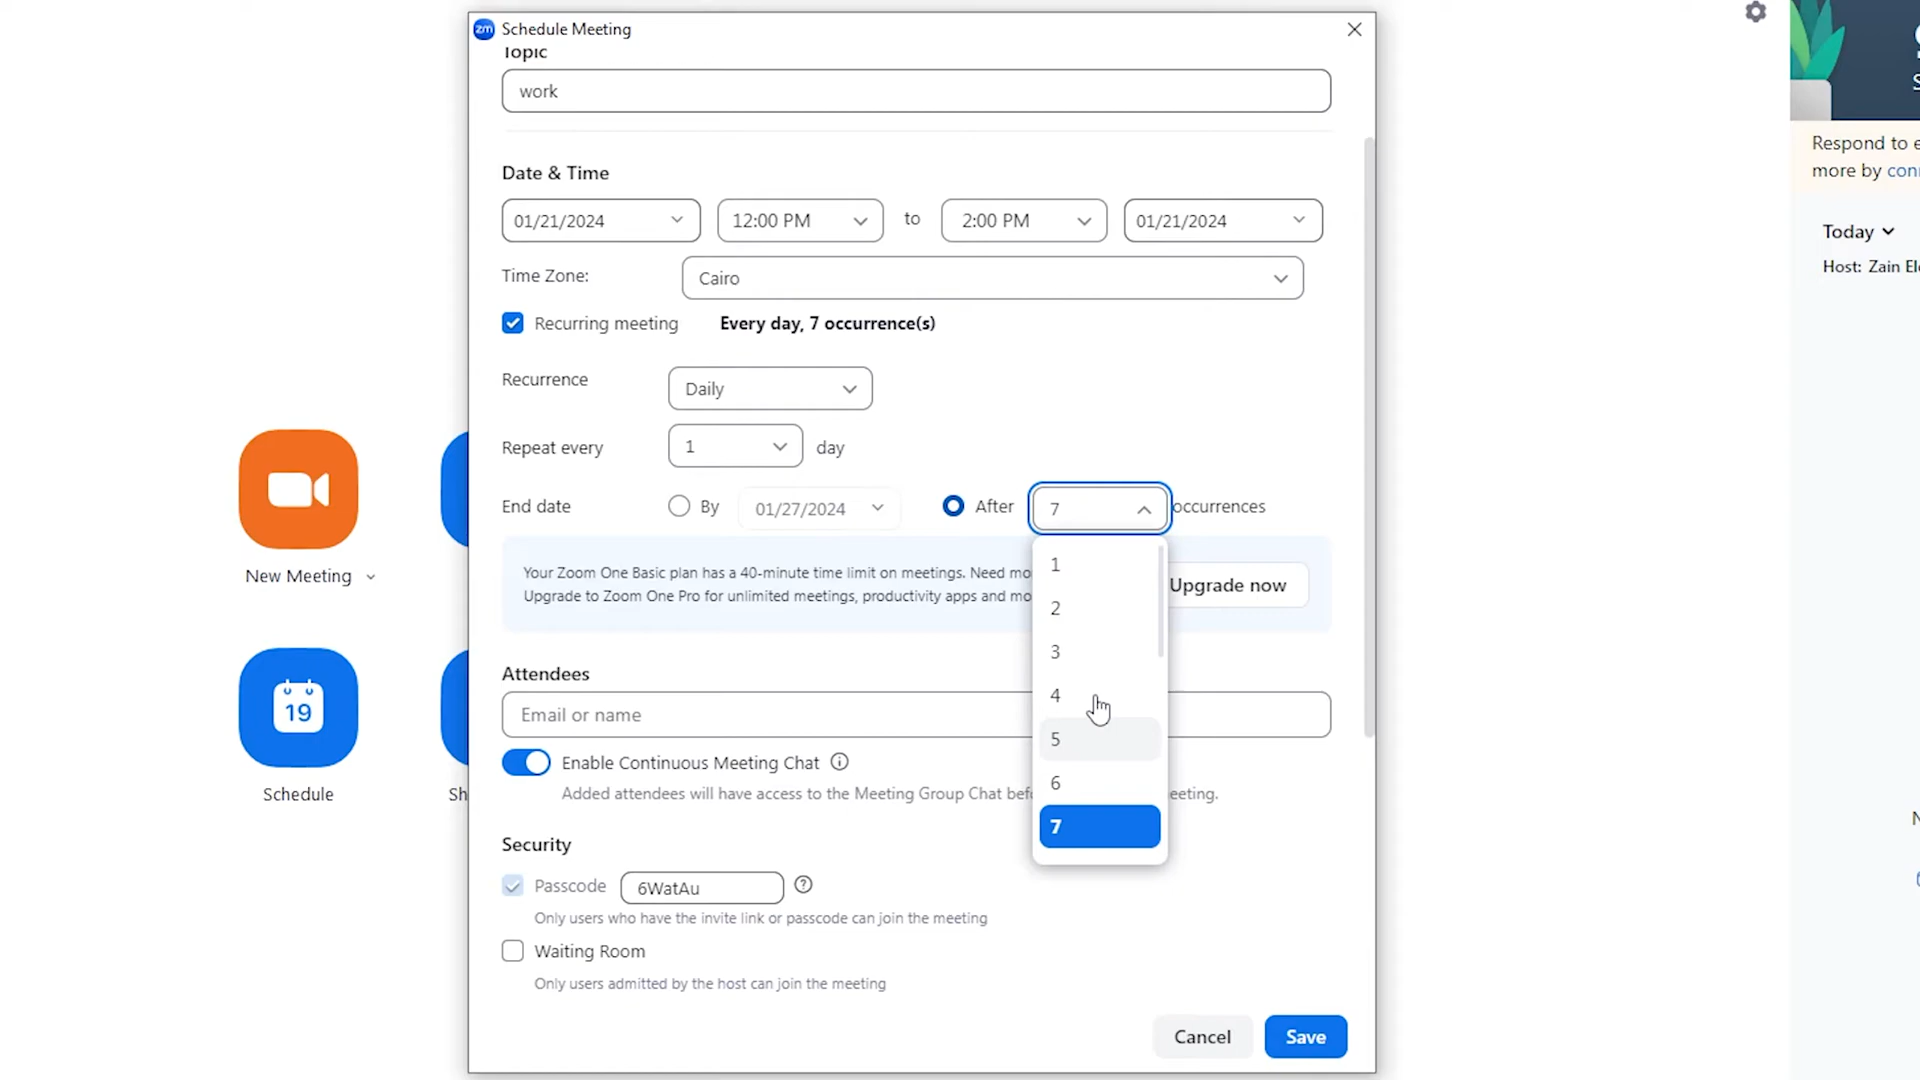 zm Schedule Meeting
Topic
work
Respond to e
more by conn
Date & Time
01/21/2024 12:00 PM to 2:00 PM 01/21/2024
Today
Time Zone: Cairo
Host: Zain El
Recurring meeting Every day, 7 occurrence(s)
Recurrence Daily
Repeat every 1 day
End date By 01/27/2024 After 7 occurrences
1
2
3
4
5
6
7
Your Zoom One Basic plan has a 40-minute time limit on meetings. Need mo
Upgrade to Zoom One Pro for unlimited meetings, productivity apps and mo
Upgrade now
New Meeting
Attendees
Email or name
19
Schedule
Sh
Enable Continuous Meeting Chat
Added attendees will have access to the Meeting Group Chat bef eeting.
Security
Passcode 6WatAu
Only users who have the invite link or passcode can join the meeting
Waiting Room
Only users admitted by the host can join the meeting
Cancel Save